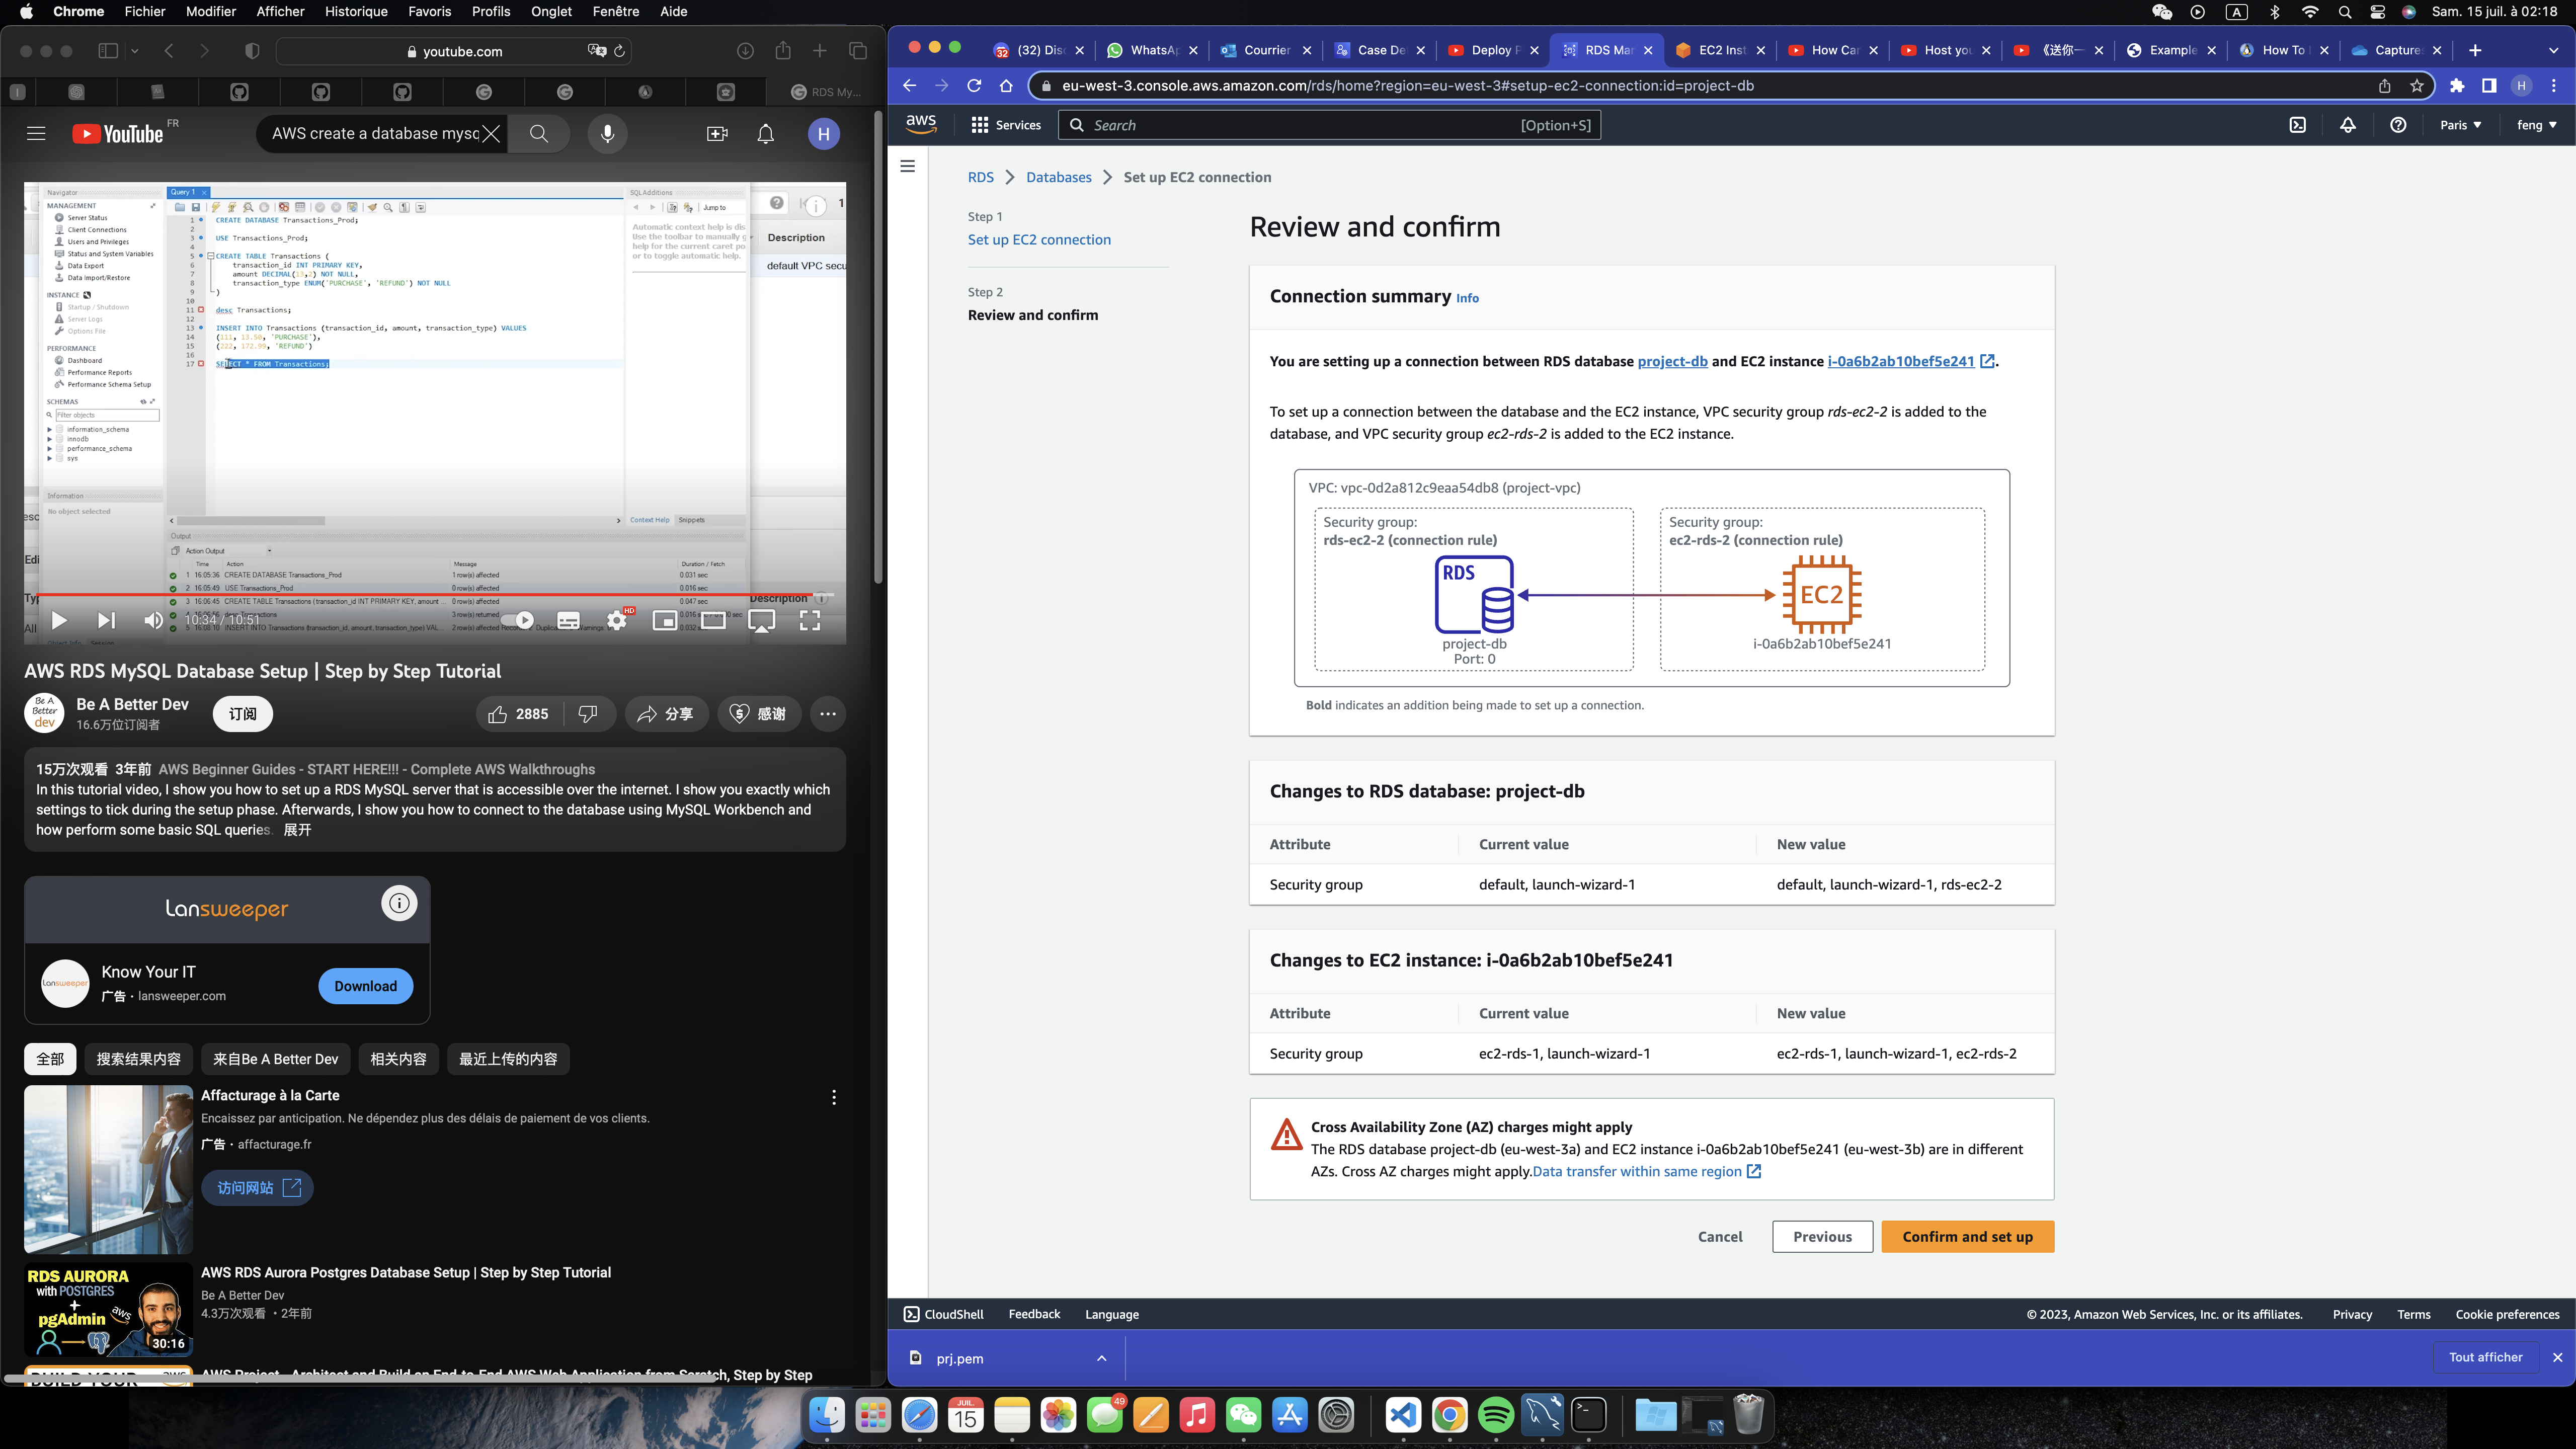 Chrome Fichier Modifier Afficher Historique Favoris Profils Onglet Fenêtre Aide
A
Sam. 15 juil. à 02:18
youtube.com
RDS My...
YouTube FR
AWS create a database mysq
H
Navigator
MANAGEMENT
Server Status
Client Connections
Users and Privileges
Status and System Variables
Data Export
Data Import/Restore
INSTANCE
Startup / Shutdown
Server Logs
Options File
PERFORMANCE
Dashboard
Performance Reports
Performance Schema Setup
SCHEMAS
Filter objects
information_schema
innodb
performance_schema
sys
Information
No object selected
Query 1
1 CREATE DATABASE Transactions_Prod;
2
3 USE Transactions_Prod;
4
5 CREATE TABLE Transactions (
6 transaction_id INT PRIMARY KEY,
7 amount DECIMAL(13,2) NOT NULL,
8 transaction_type ENUM('PURCHASE', 'REFUND') NOT NULL
9 )
10
11 desc Transactions;
12
13 INSERT INTO Transactions (transaction_id, amount, transaction_type) VALUES
14 (111, 13.50, 'PURCHASE'),
15 (222, 172.99, 'REFUND')
16
17 SELECT * FROM Transactions;
SQLAdditions
Jump to
Automatic context help is dis
Use the toolbar to manually g
help for the current caret po
or to toggle automatic help.
Context Help Snippets
Description
default VPC secu
Output
Action Output
Time Action Message Duration / Fetch
1 16:05:36 CREATE DATABASE Transactions_Prod 1 row(s) affected 0.031 sec
2 16:05:49 USE Transactions_Prod 0 row(s) affected 0.016 sec
3 16:06:45 CREATE TABLE Transactions (transaction_id INT PRIMARY KEY, amount ... 0 row(s) affected 0.047 sec
Description
10:34 / 10:51
HD
AWS RDS MySQL Database Setup | Step by Step Tutorial
Be A Better dev
Be A Better Dev
16.6万位订阅者
订阅
2885
分享
感谢
15万次观看 3年前 AWS Beginner Guides - START HERE!!! - Complete AWS Walkthroughs
In this tutorial video, I show you how to set up a RDS MySQL server that is accessible over the internet. I show you exactly which
settings to tick during the setup phase. Afterwards, I show you how to connect to the database using MySQL Workbench and
how perform some basic SQL queries. 展开
Lansweeper
Lansweeper
Know Your IT
广告 · lansweeper.com
Download
全部 搜索结果内容 来自Be A Better Dev 相关内容 最近上传的内容
Affacturage à la Carte
Encaissez par anticipation. Ne dépendez plus des délais de paiement de vos clients.
广告 · affacturage.fr
访问网站
RDS AURORA
with POSTGRES
+
pgAdmin
aws
30:16
AWS RDS Aurora Postgres Database Setup | Step by Step Tutorial
Be A Better Dev
4.3万次观看 · 2年前
BUILD YOUR
AWS Project - Architect and Build an End-to-End AWS Web Application from Scratch, Step by Step
32 (32) Dis WhatsAp Courrier Case De Deploy P RDS Mar EC2 Inst How Car Host you 《送你一 Example How To Capture
eu-west-3.console.aws.amazon.com/rds/home?region=eu-west-3#setup-ec2-connection:id=project-db
H
aws Services Search [Option+S] Paris feng
RDS Databases Set up EC2 connection
Step 1
Set up EC2 connection
Step 2
Review and confirm
Review and confirm
Connection summary Info
You are setting up a connection between RDS database project-db and EC2 instance i-0a6b2ab10bef5e241.
To set up a connection between the database and the EC2 instance, VPC security group rds-ec2-2 is added to the
database, and VPC security group ec2-rds-2 is added to the EC2 instance.
VPC: vpc-0d2a812c9eaa54db8 (project-vpc)
Security group:
rds-ec2-2 (connection rule)
RDS
project-db
Port: 0
Security group:
ec2-rds-2 (connection rule)
EC2
i-0a6b2ab10bef5e241
Bold indicates an addition being made to set up a connection.
Changes to RDS database: project-db
Attribute Current value New value
Security group default, launch-wizard-1 default, launch-wizard-1, rds-ec2-2
Changes to EC2 instance: i-0a6b2ab10bef5e241
Attribute Current value New value
Security group ec2-rds-1, launch-wizard-1 ec2-rds-1, launch-wizard-1, ec2-rds-2
Cross Availability Zone (AZ) charges might apply
The RDS database project-db (eu-west-3a) and EC2 instance i-0a6b2ab10bef5e241 (eu-west-3b) are in different
AZs. Cross AZ charges might apply.Data transfer within same region
Cancel Previous Confirm and set up
CloudShell Feedback Language © 2023, Amazon Web Services, Inc. or its affiliates. Privacy Terms Cookie preferences
prj.pem Tout afficher
JUIL.
15
49